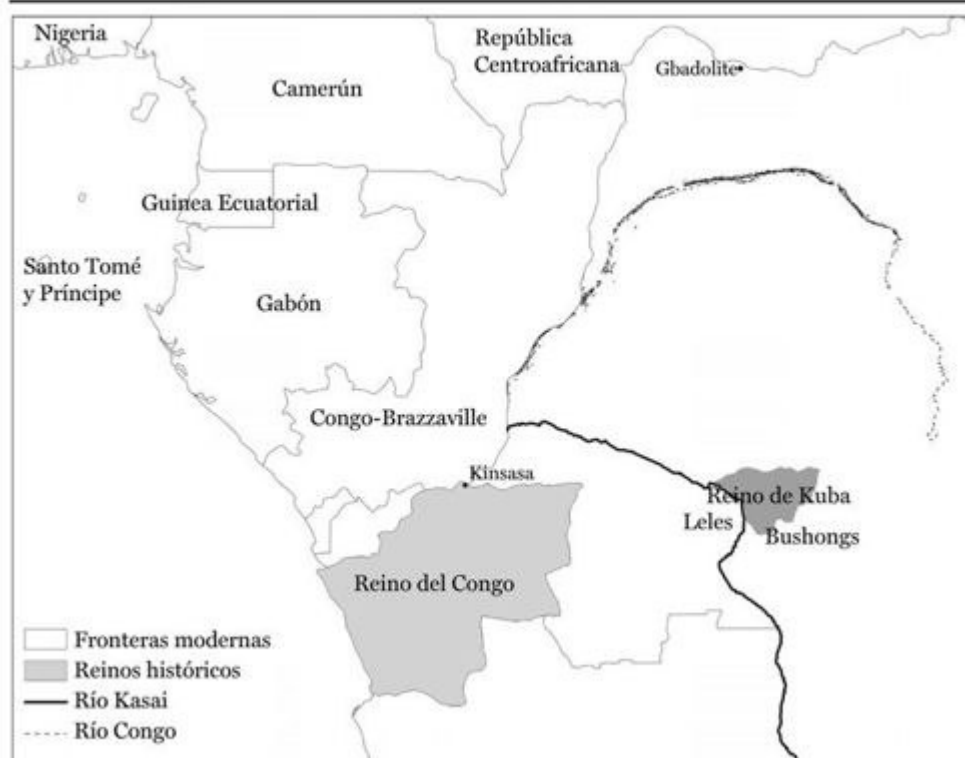 Nigeria
República
Centroafricana
Gbadolite
Camerún
Guinea Ecuatorial
Santo Tomé
y Príncipe
Gabón
Congo-Brazzaville
Kinsasa
Reino de Kuba
Leles
Bushongs
Reino del Congo
Fronteras modernas
Reinos históricos
Río Kasai
Río Congo